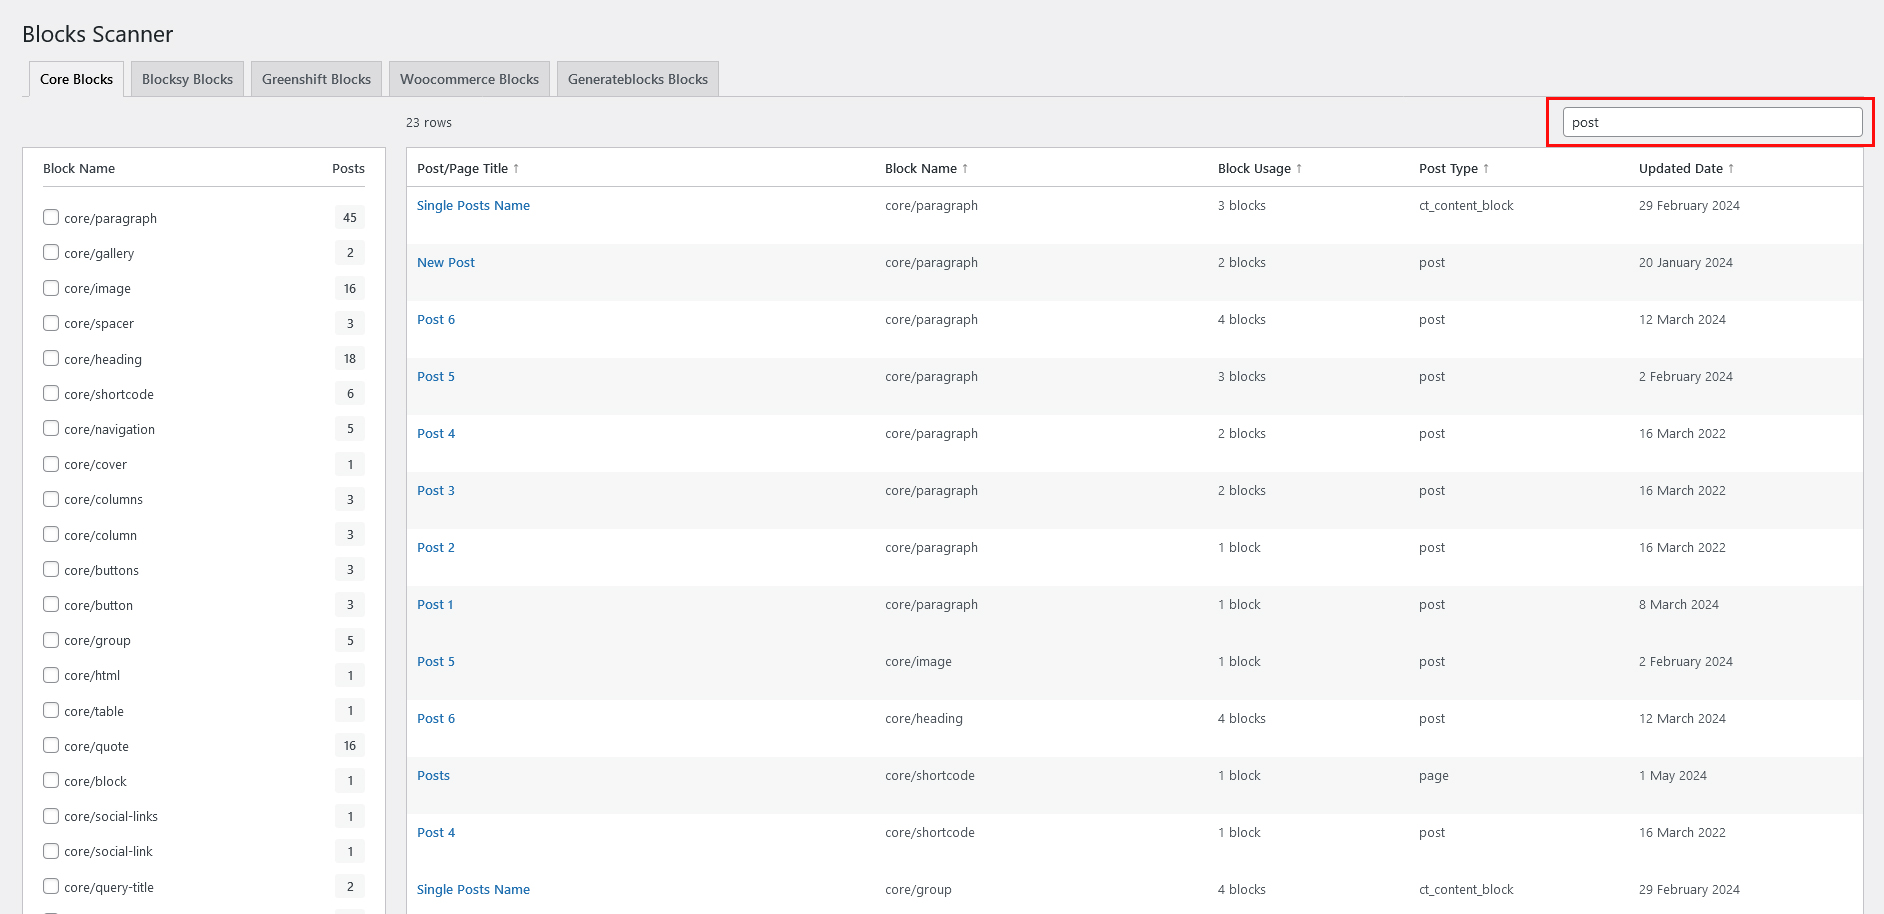 Blocks Scanner
Core Blocks Blocksy Blocks Greenshift Blocks Woocommerce Blocks Generateblocks Blocks
23 rows
post
Block Name Posts
core/paragraph 45
core/gallery 2
core/image 16
core/spacer 3
core/heading 18
core/shortcode 6
core/navigation 5
core/cover 1
core/columns 3
core/column 3
core/buttons 3
core/button 3
core/group 5
core/html 1
core/table 1
core/quote 16
core/block 1
core/social-links 1
core/social-link 1
core/query-title 2
Post/Page Title ↑ Block Name ↑ Block Usage ↑ Post Type ↑ Updated Date ↑
Single Posts Name core/paragraph 3 blocks ct_content_block 29 February 2024
New Post core/paragraph 2 blocks post 20 January 2024
Post 6 core/paragraph 4 blocks post 12 March 2024
Post 5 core/paragraph 3 blocks post 2 February 2024
Post 4 core/paragraph 2 blocks post 16 March 2022
Post 3 core/paragraph 2 blocks post 16 March 2022
Post 2 core/paragraph 1 block post 16 March 2022
Post 1 core/paragraph 1 block post 8 March 2024
Post 5 core/image 1 block post 2 February 2024
Post 6 core/heading 4 blocks post 12 March 2024
Posts core/shortcode 1 block page 1 May 2024
Post 4 core/shortcode 1 block post 16 March 2022
Single Posts Name core/group 4 blocks ct_content_block 29 February 2024